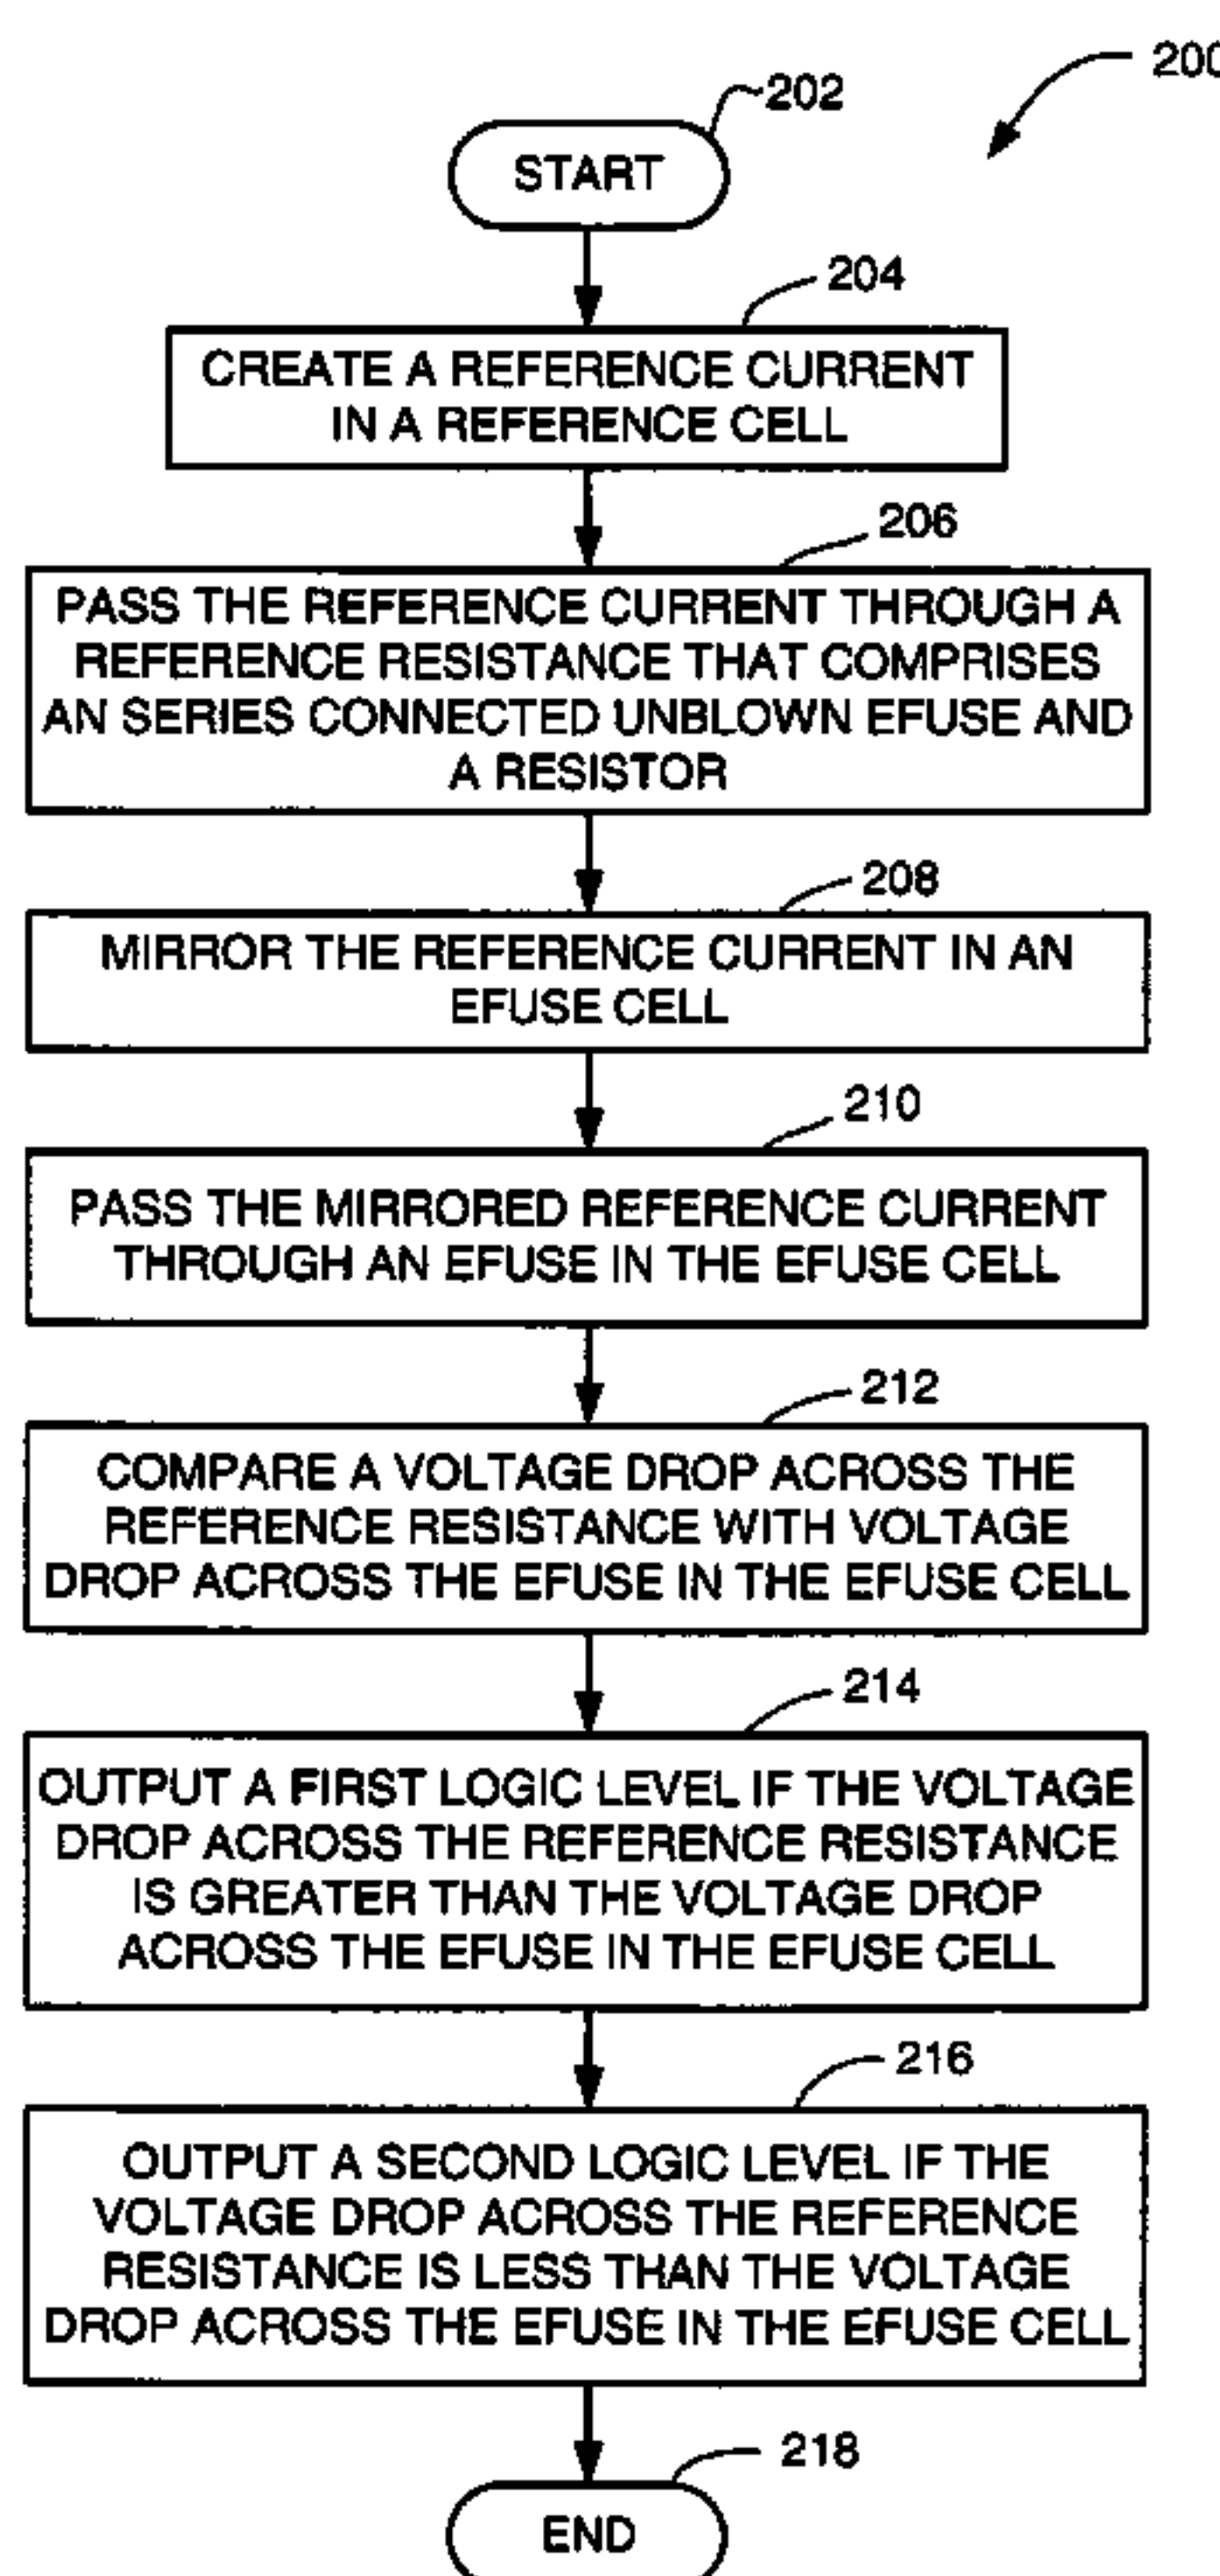 200
202
START
204
CREATE A REFERENCE CURRENT
IN A REFERENCE CELL
206
PASS THE REFERENCE CURRENT THROUGH A
REFERENCE RESISTANCE THAT COMPRISES
AN SERIES CONNECTED UNBLOWN EFUSE AND
A RESISTOR
208
MIRROR THE REFERENCE CURRENT IN AN
EFUSE CELL
210
PASS THE MIRRORED REFERENCE CURRENT
THROUGH AN EFUSE IN THE EFUSE CELL
212
COMPARE A VOLTAGE DROP ACROSS THE
REFERENCE RESISTANCE WITH VOLTAGE
DROP ACROSS THE EFUSE IN THE EFUSE CELL
214
OUTPUT A FIRST LOGIC LEVEL IF THE VOLTAGE
DROP ACROSS THE REFERENCE RESISTANCE
IS GREATER THAN THE VOLTAGE DROP
ACROSS THE EFUSE IN THE EFUSE CELL
216
OUTPUT A SECOND LOGIC LEVEL IF THE
VOLTAGE DROP ACROSS THE REFERENCE
RESISTANCE IS LESS THAN THE VOLTAGE
DROP ACROSS THE EFUSE IN THE EFUSE CELL
218
END